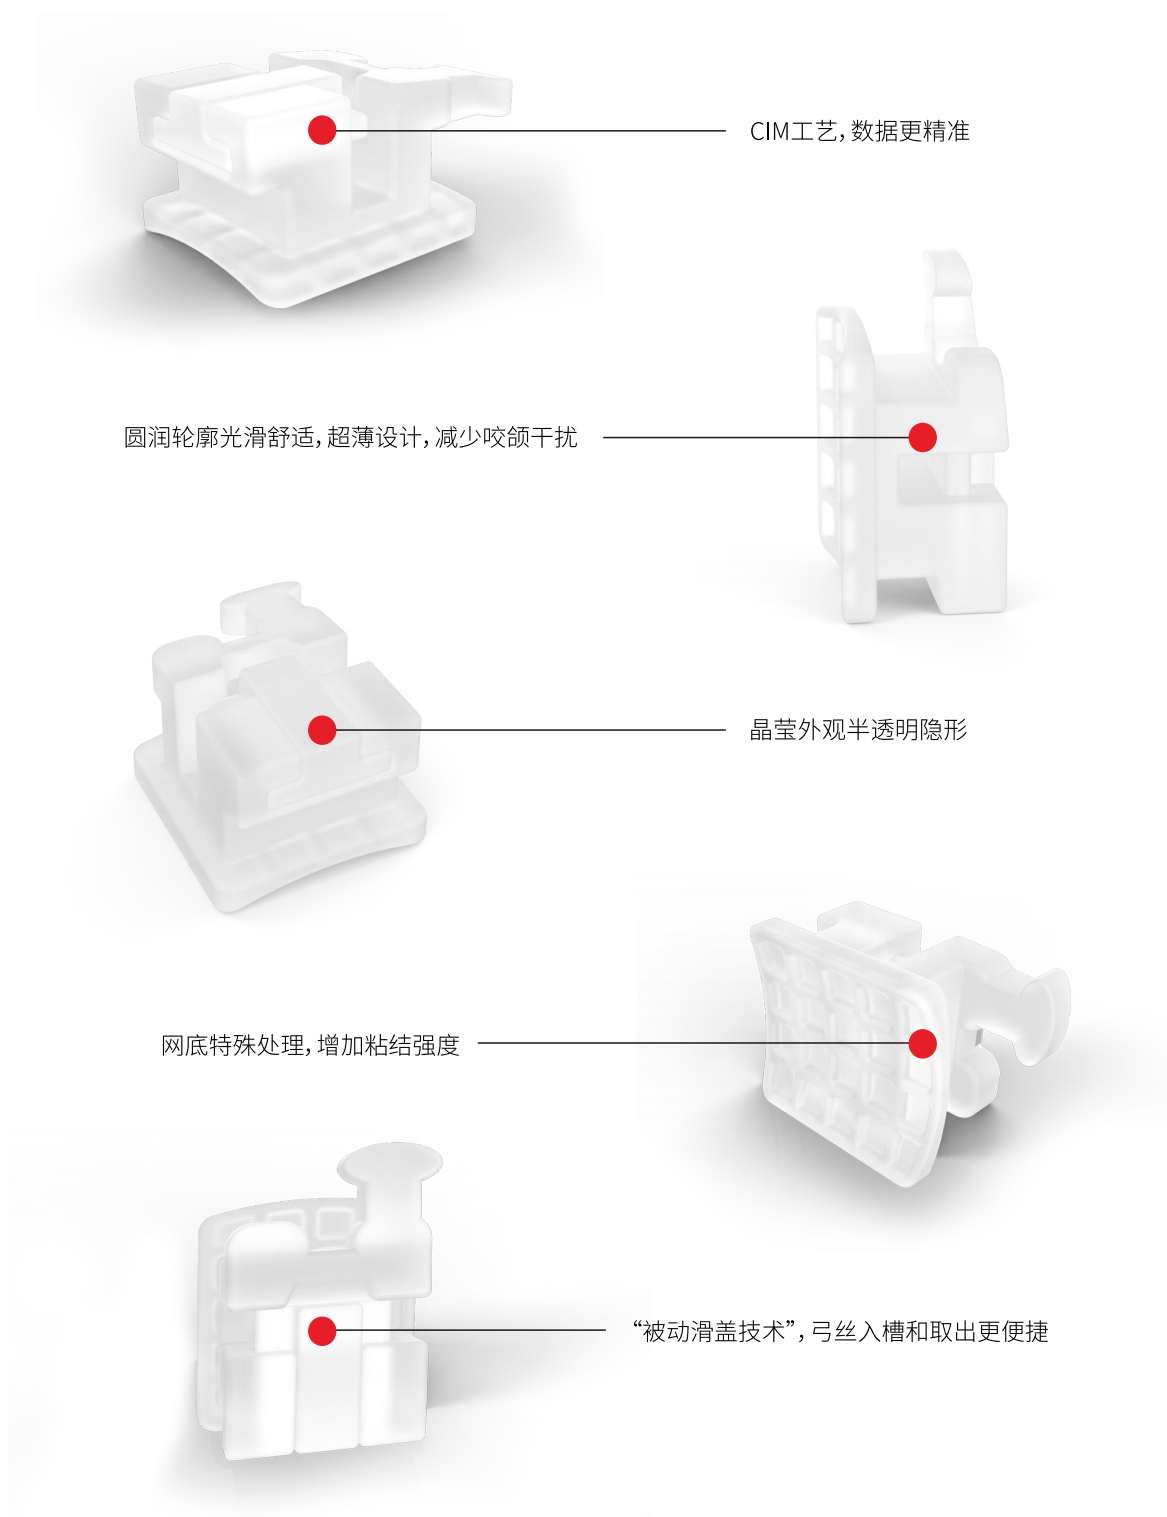 CIM工艺，数据更精准
圆润轮廓光滑舒适，超薄设计，减少咬颌干扰
晶莹外观半透明隐形
网底特殊处理，增加粘结强度
“被动滑盖技术”，弓丝入槽和取出更便捷